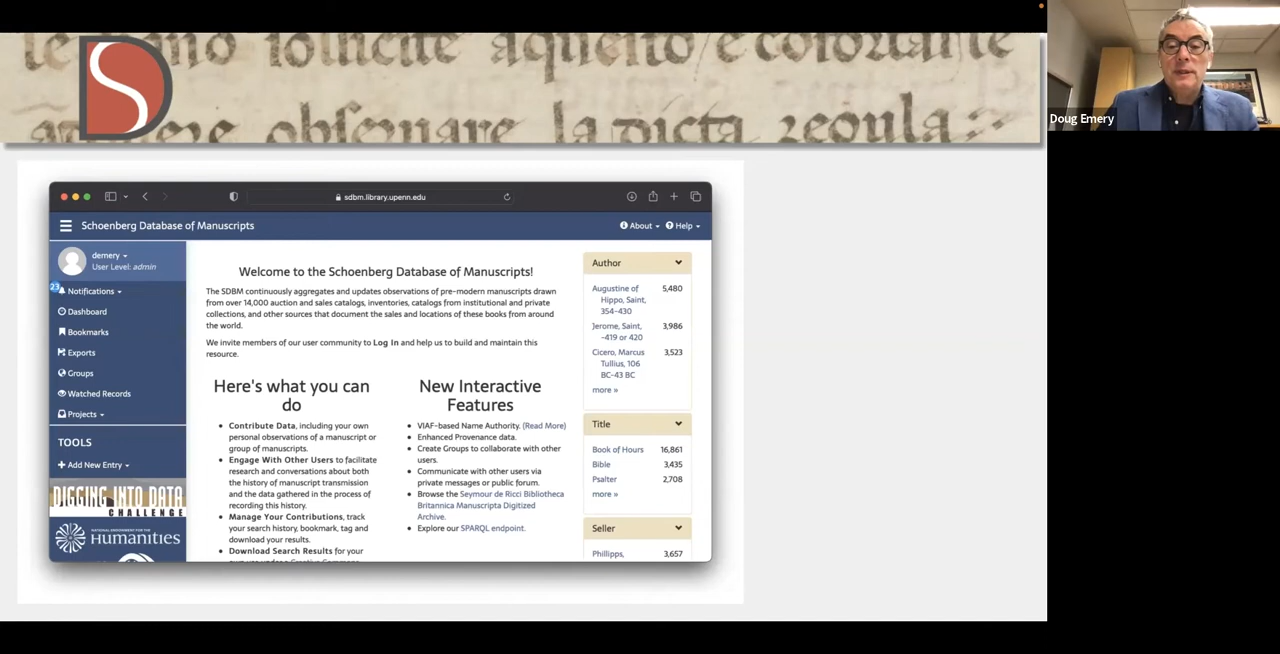 le[...]mo sollicite aquento/e confortante
observare la dicta regula:~
Doug Emery
sdbm.library.upenn.edu
Schoenberg Database of Manuscripts
About
Help
demery
User Level: admin
23
Notifications
Dashboard
Bookmarks
Exports
Groups
Watched Records
Projects
TOOLS
Add New Entry
DIGGING INTO DATA
CHALLENGE
NATIONAL ENDOWMENT FOR THE
HUMANITIES
Welcome to the Schoenberg Database of Manuscripts!
The SDBM continuously aggregates and updates observations of pre-modern manuscripts drawn
from over 14,000 auction and sales catalogs, inventories, catalogs from institutional and private
collections, and other sources that document the sales and locations of these books from around
the world.
We invite members of our user community to Log In and help us to build and maintain this
resource.
Here's what you can
do
Contribute Data, including your own
personal observations of a manuscript or
group of manuscripts.
Engage With Other Users to facilitate
research and conversations about both
the history of manuscript transmission
and the data gathered in the process of
recording this history.
Manage Your Contributions, track
your search history, bookmark, tag and
download your results.
Download Search Results for your
New Interactive
Features
VIAF-based Name Authority. (Read More)
Enhanced Provenance data.
Create Groups to collaborate with other
users.
Communicate with other users via
private messages or public forum.
Browse the Seymour de Ricci Bibliotheca
Britannica Manuscripta Digitized
Archive.
Explore our SPARQL endpoint.
Author
Augustine of 5,480
Hippo, Saint,
354-430
Jerome, Saint, 3,986
-419 or 420
Cicero, Marcus 3,523
Tullius, 106
BC-43 BC
more »
Title
Book of Hours 16,861
Bible 3,435
Psalter 2,708
more »
Seller
Phillipps, 3,657